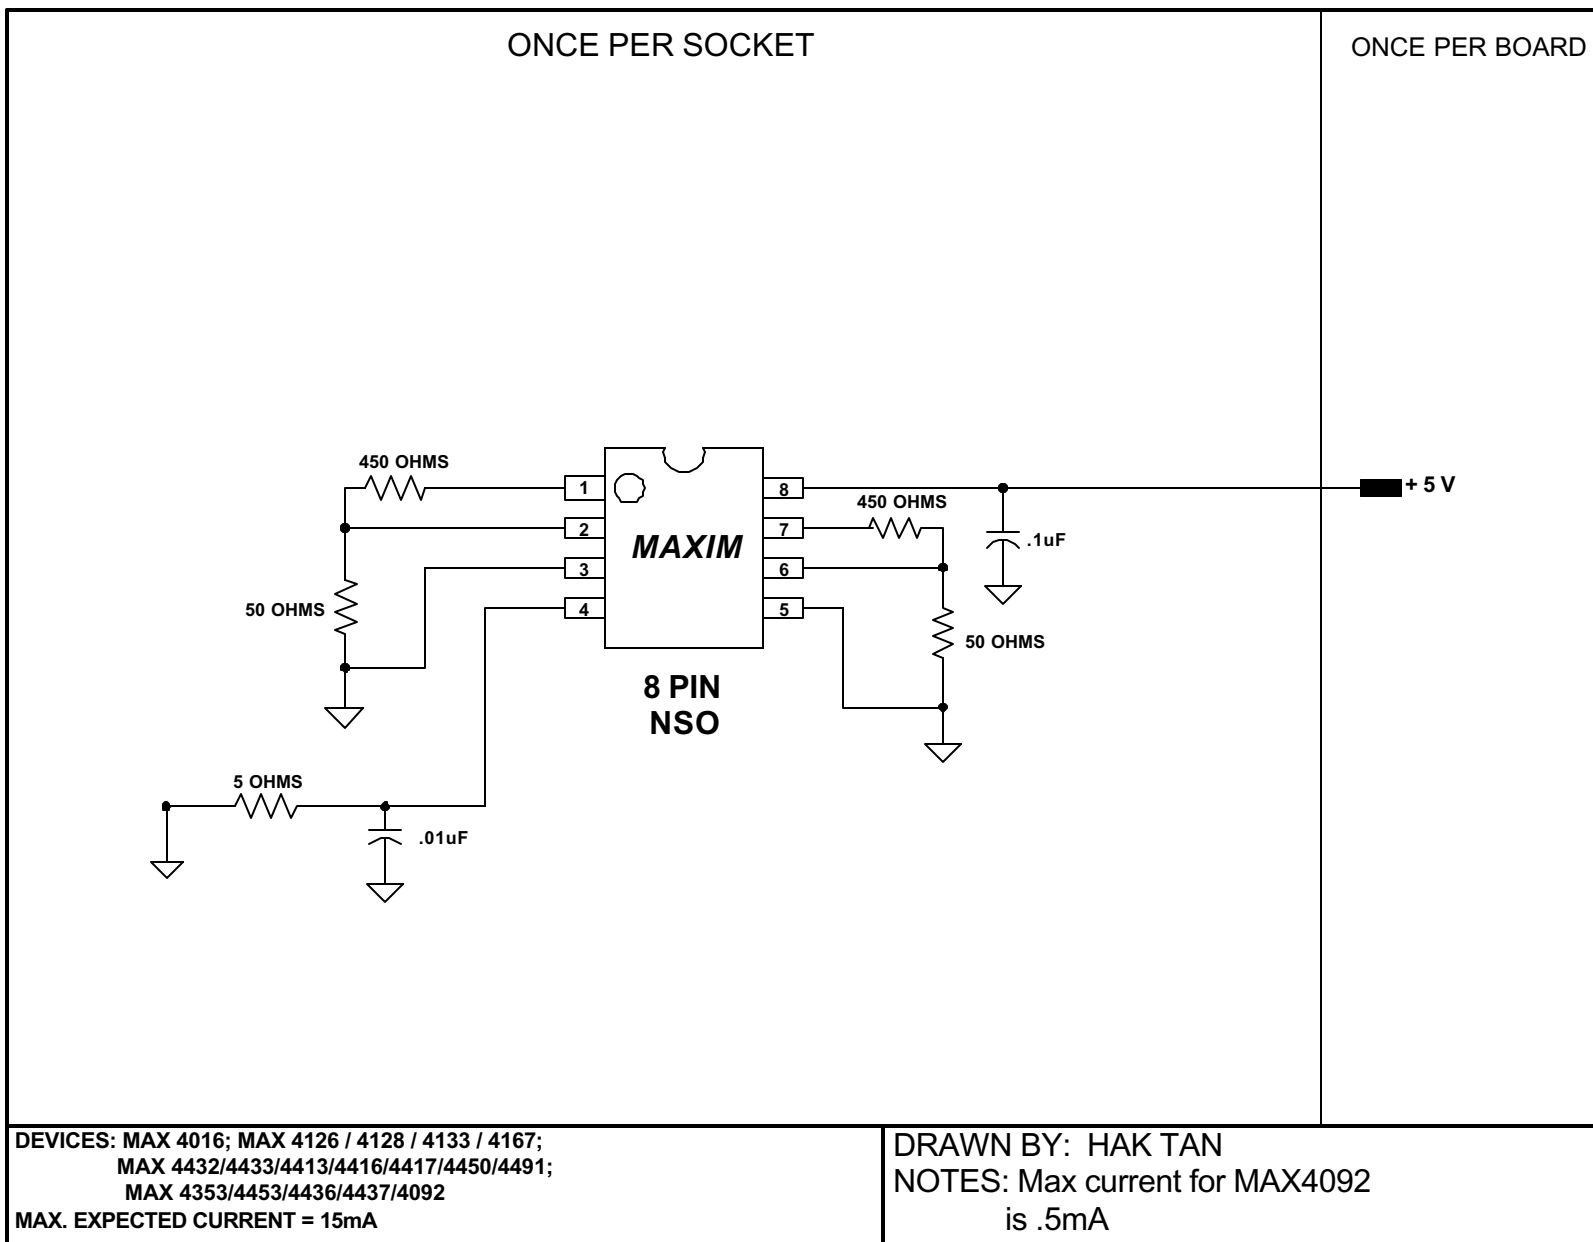 ONCE PER SOCKET
ONCE PER BOARD
450 OHMS
1
8
+ 5 V
450 OHMS
2
MAXIM
7
.1uF
3
6
50 OHMS
4
5
50 OHMS
8 PIN
NSO
5 OHMS
.01uF
DEVICES: MAX 4016; MAX 4126 / 4128 / 4133 / 4167;
MAX 4432/4433/4413/4416/4417/4450/4491;
MAX 4353/4453/4436/4437/4092
MAX. EXPECTED CURRENT = 15mA
DRAWN BY: HAK TAN
NOTES: Max current for MAX4092
is .5mA